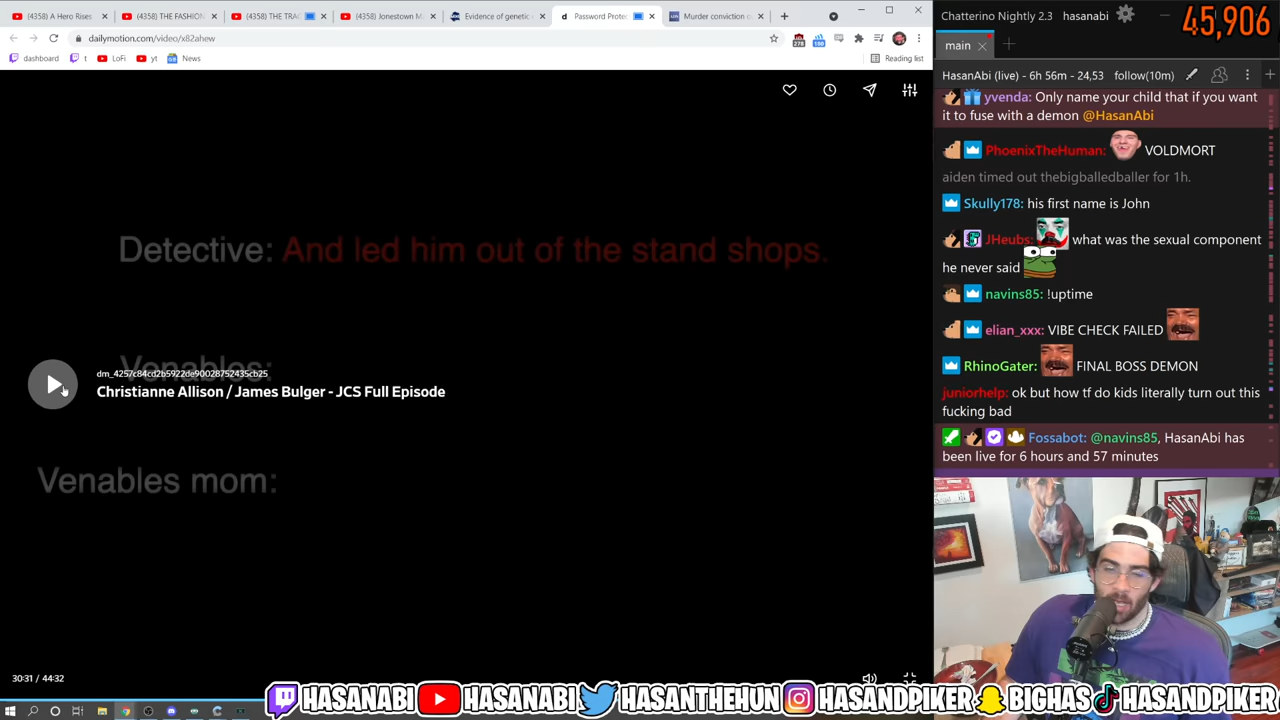 (4358) A Hero Rises
(4358) THE FASHION
(4358) THE TRA
(4358) Jonestown M
Evidence of genetic
Password Prote
Murder conviction o
dailymotion.com/video/x82ahew
278
198
dashboard
t
LoFi
yt
News
Reading list
Detective: Ammed him out of the stand shops.
Venables:
dm_4257c84cd2b5922de90028752435cb25
Christianne Allison / James Bulger - JCS Full Episode
Venables mom:
30:31 / 44:32
Chatterino Nightly 2.3 hasanabi
45,906
main
HasanAbi (live) - 6h 56m - 24,53 follow(10m)
yvenda: Only name your child that if you want
it to fuse with a demon @HasanAbi
PhoenixTheHuman: VOLDMORT
aiden timed out thebigballedballer for 1h.
Skully178: his first name is John
JHeubs: what was the sexual component
he never said
navins85: !uptime
elian_xxx: VIBE CHECK FAILED
RhinoGater: FINAL BOSS DEMON
juniorhelp: ok but how tf do kids literally turn out this
fucking bad
Fossabot: @navins85, HasanAbi has
been live for 6 hours and 57 minutes
HASANABI HASANABI HASANTHEHUN HASANDPIKER BIGHAS HASANDPIKER